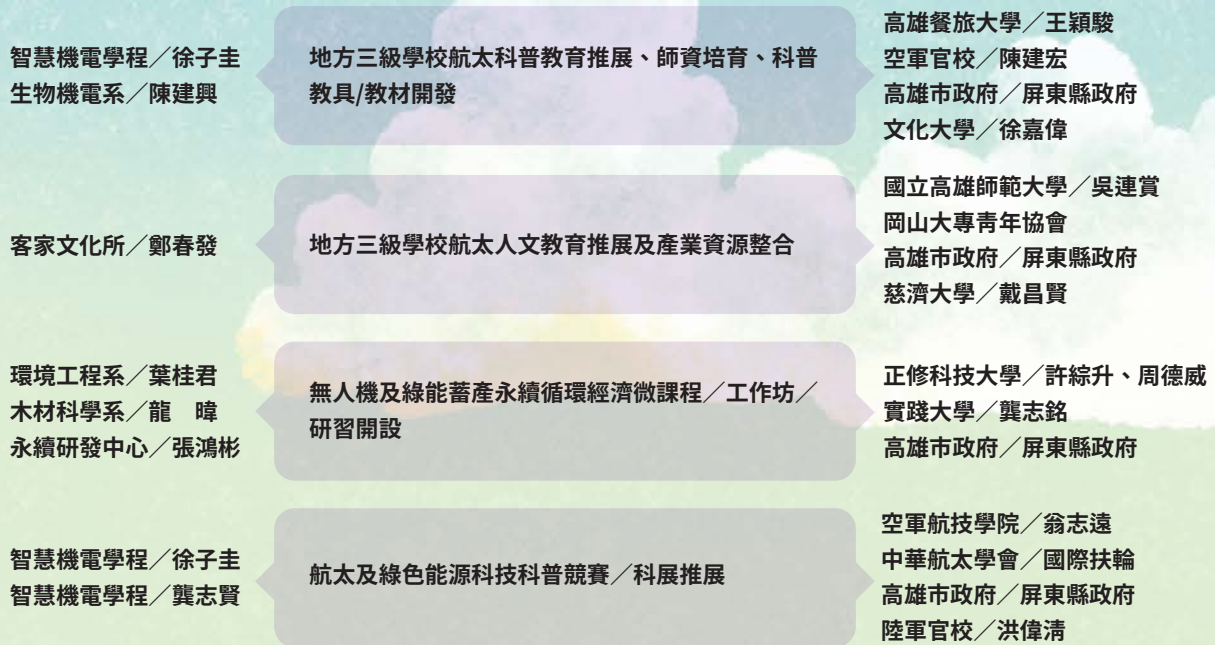 智慧機電學程／徐子圭
生物機電系／陳建興
地方三級學校航太科普教育推展、師資培育、科普
教具/教材開發
高雄餐旅大學／王穎駿
空軍官校／陳建宏
高雄市政府／屏東縣政府
文化大學／徐嘉偉
客家文化所／鄭春發
地方三級學校航太人文教育推展及產業資源整合
國立高雄師範大學／吳連賞
岡山大專青年協會
高雄市政府／屏東縣政府
慈濟大學／戴昌賢
環境工程系／葉桂君
木材科學系／龍　暐
永續研發中心／張鴻彬
無人機及綠能蓄產永續循環經濟微課程／工作坊／
研習開設
正修科技大學／許綜升、周德威
實踐大學／龔志銘
高雄市政府／屏東縣政府
智慧機電學程／徐子圭
智慧機電學程／龔志賢
航太及綠色能源科技科普競賽／科展推展
空軍航技學院／翁志遠
中華航太學會／國際扶輪
高雄市政府／屏東縣政府
陸軍官校／洪偉清